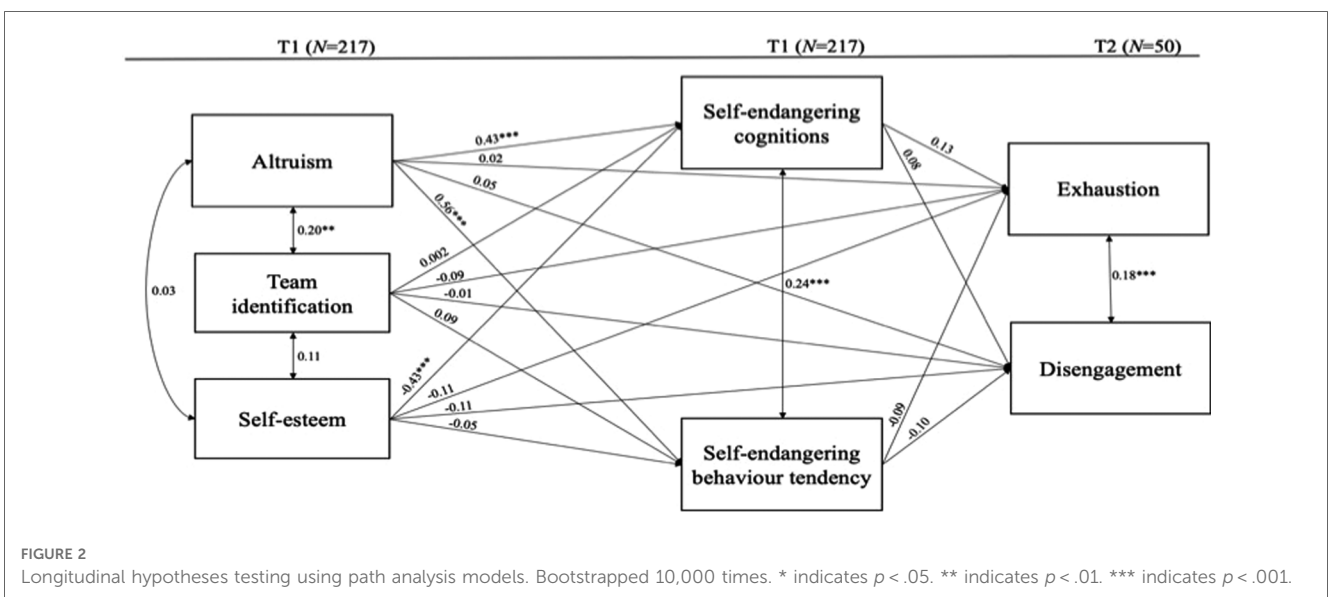 T1 (N=217)
T1 (N=217)
T2 (N=50)
Altruism
Team
identification
Self-esteem
Self-endangering
cognitions
Self-endangering
behaviour tendency
Exhaustion
Disengagement
0.03
0.20**
0.11
0.43***
0.02
0.05
0.56***
0.002
-0.09
-0.01
0.09
-0.43***
-0.11
-0.11
-0.05
0.24***
0.13
0.08
-0.09
-0.10
0.18***
FIGURE 2
Longitudinal hypotheses testing using path analysis models. Bootstrapped 10,000 times. * indicates p < .05. ** indicates p < .01. *** indicates p < .001.